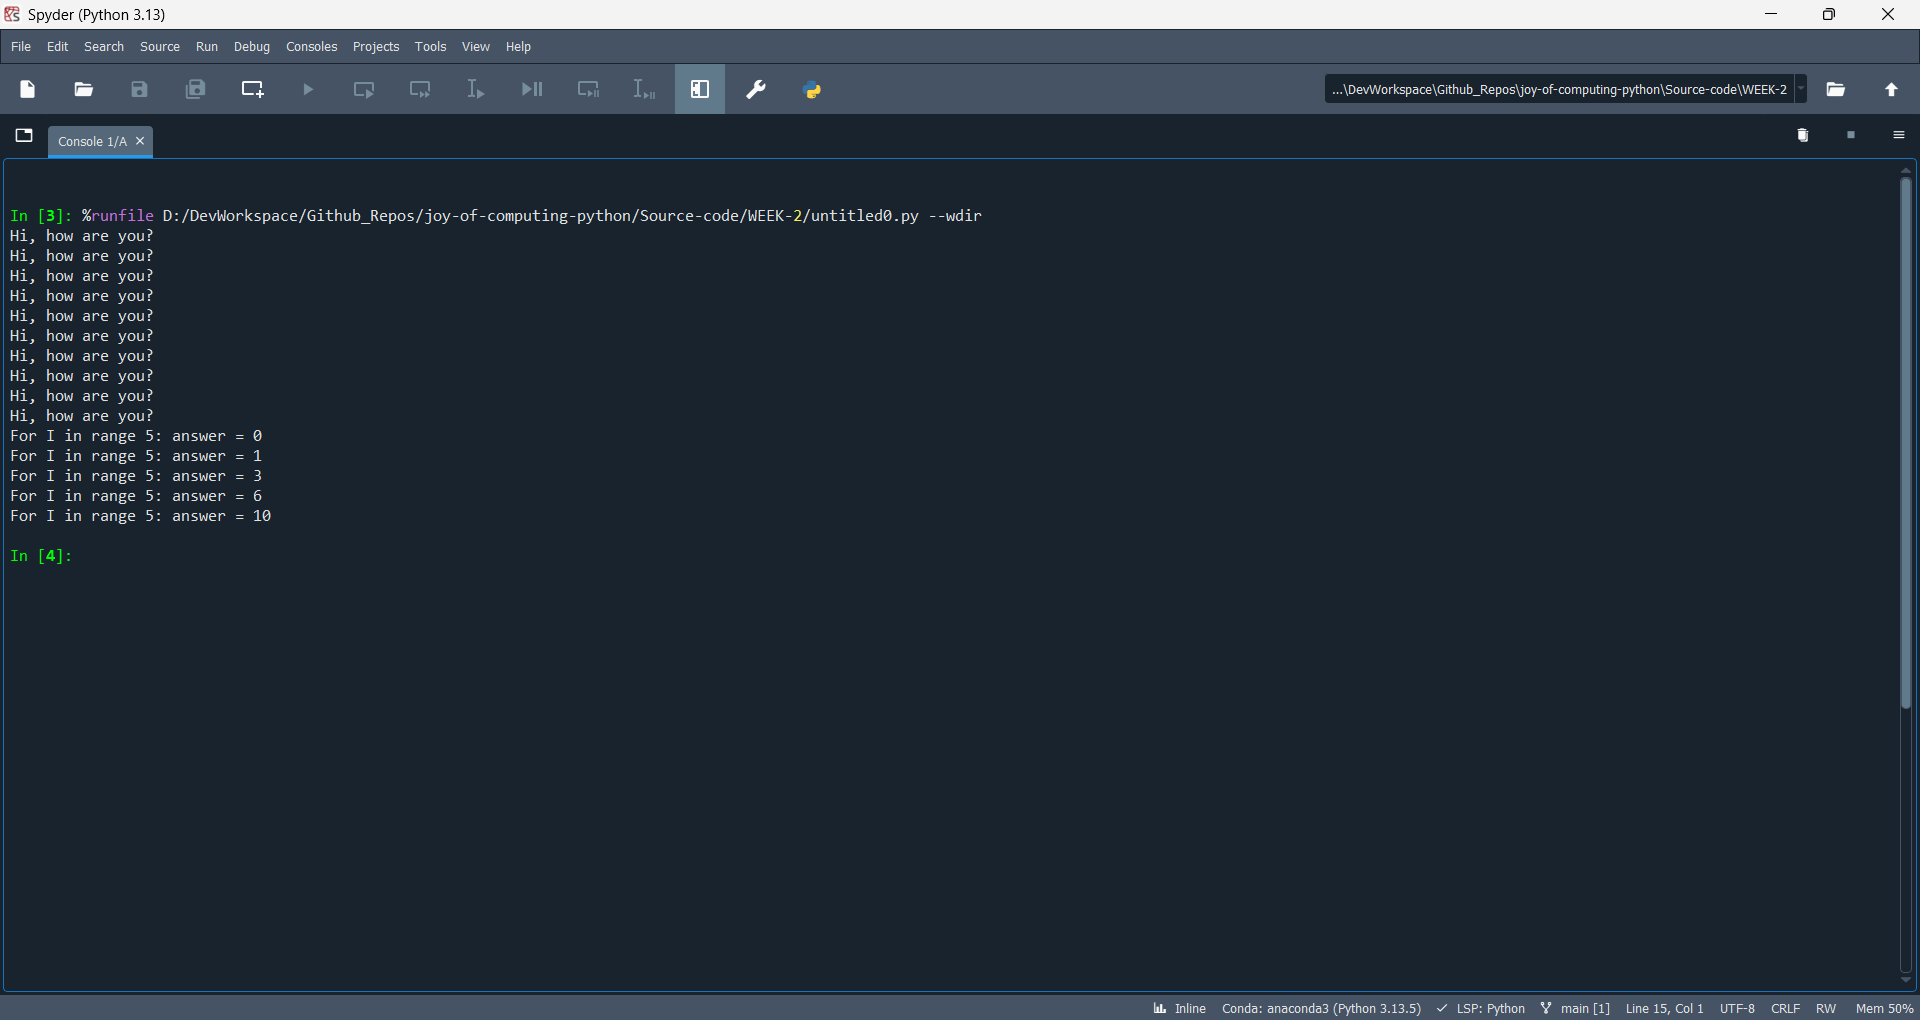 Spyder (Python 3.13)
File Edit Search Source Run Debug Consoles Projects Tools View Help
...\DevWorkspace\Github_Repos\joy-of-computing-python\Source-code\WEEK-2
Console 1/A
In [3]: %runfile D:/DevWorkspace/Github_Repos/joy-of-computing-python/Source-code/WEEK-2/untitled0.py --wdir
Hi, how are you?
Hi, how are you?
Hi, how are you?
Hi, how are you?
Hi, how are you?
Hi, how are you?
Hi, how are you?
Hi, how are you?
Hi, how are you?
Hi, how are you?
For I in range 5: answer = 0
For I in range 5: answer = 1
For I in range 5: answer = 3
For I in range 5: answer = 6
For I in range 5: answer = 10
In [4]:
Inline Conda: anaconda3 (Python 3.13.5) ✓ LSP: Python main [1] Line 15, Col 1 UTF-8 CRLF RW Mem 50%